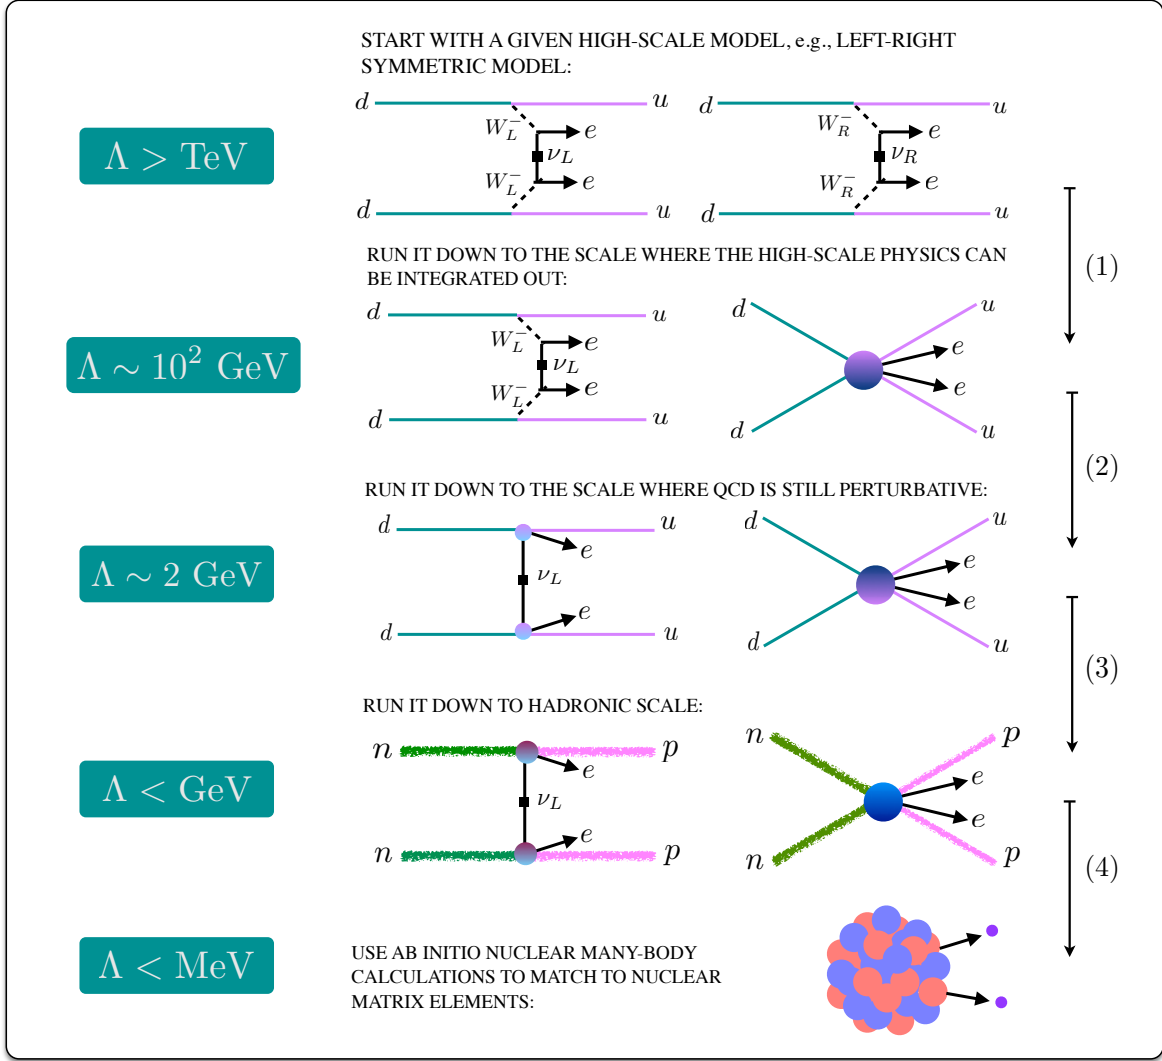 START WITH A GIVEN HIGH-SCALE MODEL, e.g., LEFT-RIGHT
SYMMETRIC MODEL:
Λ > TeV
d u
W_L^- e
ν_L
W_L^- e
d u
d u
W_R^- e
ν_R
W_R^- e
d u
(1)
RUN IT DOWN TO THE SCALE WHERE THE HIGH-SCALE PHYSICS CAN
BE INTEGRATED OUT:
Λ ∼ 10² GeV
d u
W_L^- e
ν_L
W_L^- e
d u
d u
e
e
d u
(2)
RUN IT DOWN TO THE SCALE WHERE QCD IS STILL PERTURBATIVE:
Λ ∼ 2 GeV
d u
e
ν_L
e
d u
d u
e
e
d u
(3)
RUN IT DOWN TO HADRONIC SCALE:
Λ < GeV
n p
e
ν_L
e
n p
n p
e
e
n p
(4)
Λ < MeV
USE AB INITIO NUCLEAR MANY-BODY
CALCULATIONS TO MATCH TO NUCLEAR
MATRIX ELEMENTS: